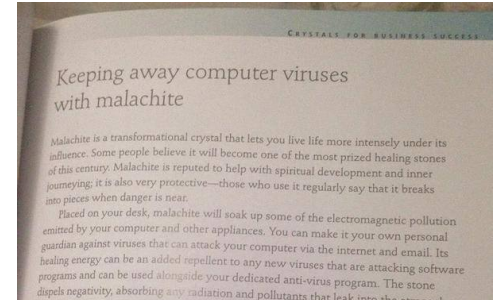 CRYSTALS FOR BUSINESS SUCCESS
Keeping away computer viruses
with malachite
Malachite is a transformational crystal that lets you live life more intensely under its
influence. Some people believe it will become one of the most prized healing stones
of this century. Malachite is reputed to help with spiritual development and inner
journeying; it is also very protective—those who use it regularly say that it breaks
into pieces when danger is near.
Placed on your desk, malachite will soak up some of the electromagnetic pollution
emitted by your computer and other appliances. You can make it your own personal
guardian against viruses that can attack your computer via the internet and email. Its
healing energy can be an added repellent to any new viruses that are attacking software
programs and can be used alongside your dedicated anti-virus program. The stone
dispels negativity, absorbing any radiation and pollutants that leak into the